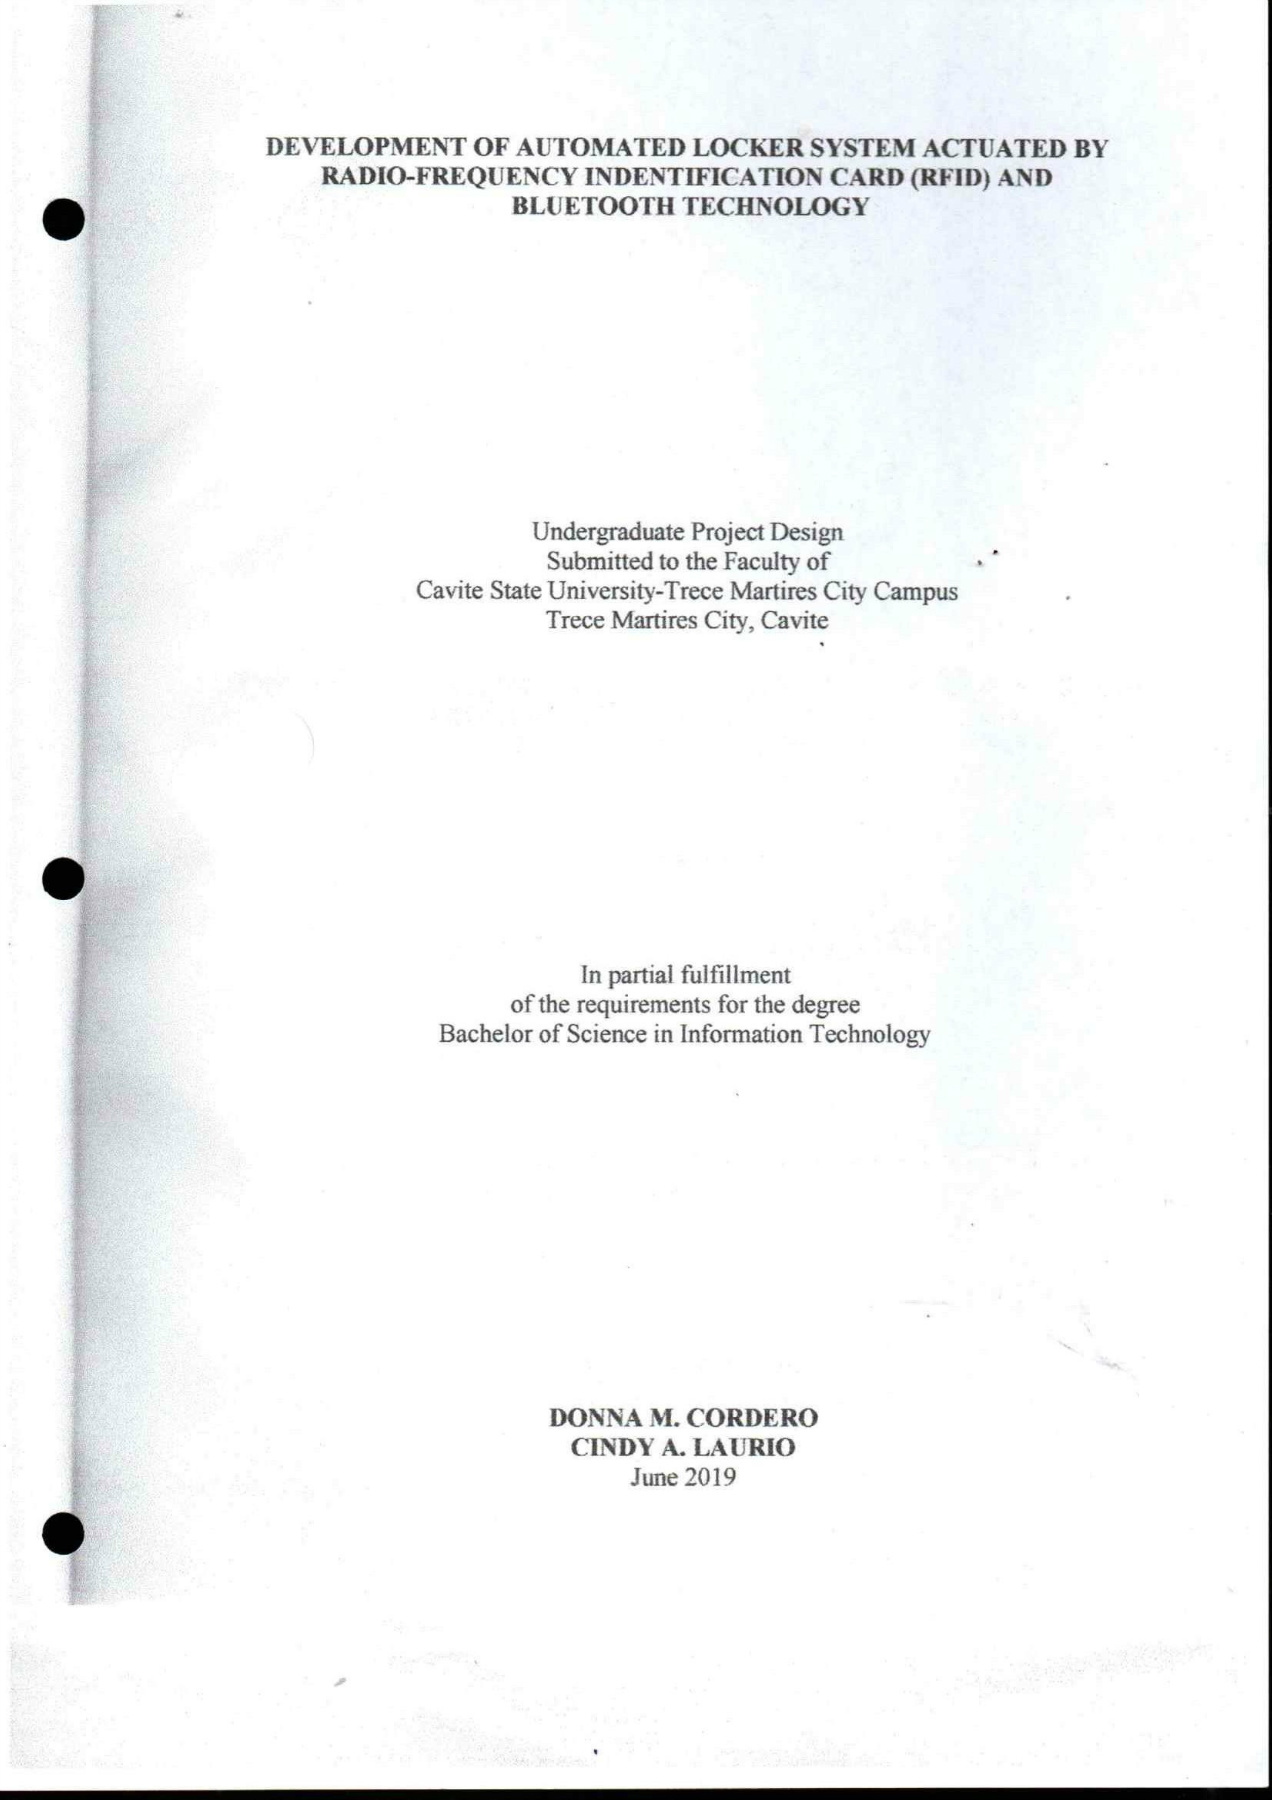 DEVELOPMENT OF AUTOMATED LOCKER SYSTEM ACTUATED BY
RADIO-FREQUENCY INDENTIFICATION CARD (RFID) AND
BLUETOOTH TECHNOLOGY
Undergraduate Project Design
Submitted to the Faculty of
Cavite State University-Trece Martires City Campus
Trece Martires City, Cavite
In partial fulfillment
of the requirements for the degree
Bachelor of Science in Information Technology
DONNA M. CORDERO
CINDY A. LAURIO
June 2019